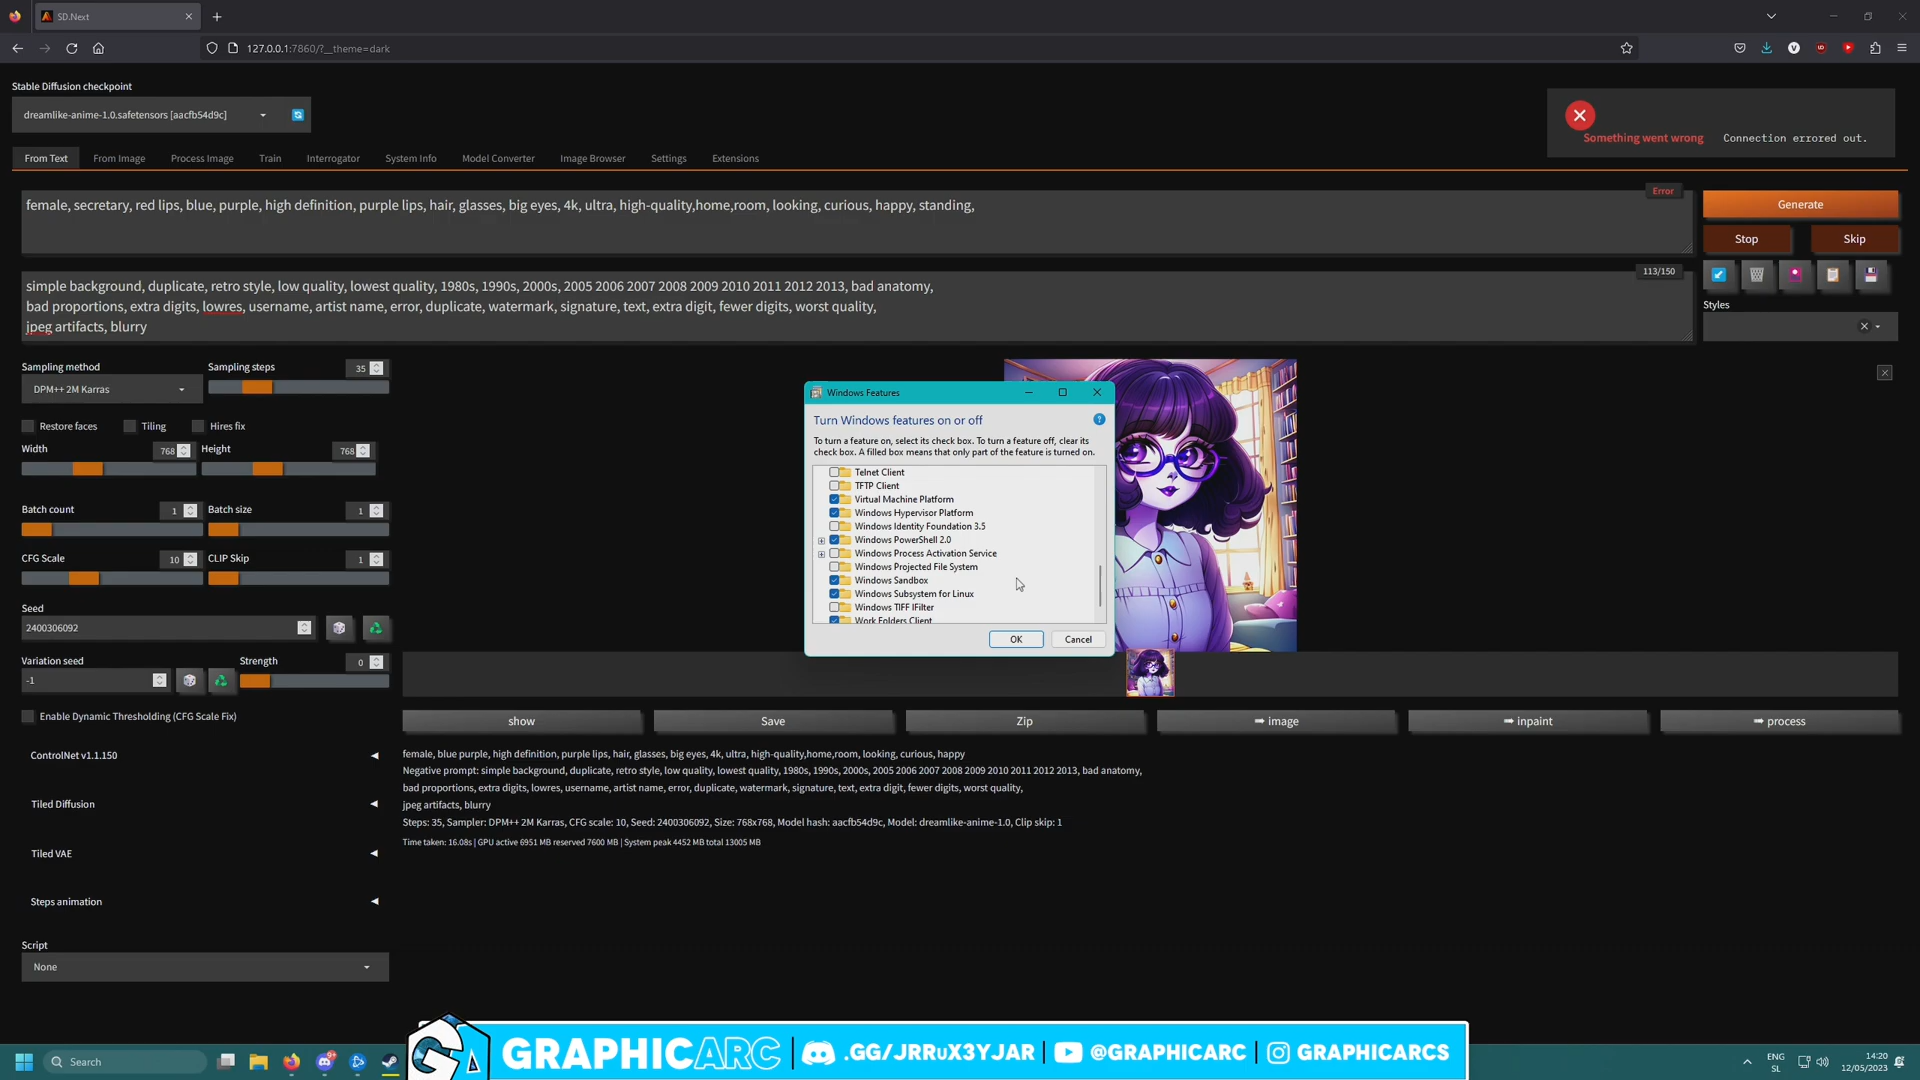 SD.Next
127.0.0.1:7860/?__theme=dark
Stable Diffusion checkpoint
dreamlike-anime-1.0.safetensors [aacfb54d9c]
Something went wrong
Connection errored out.
From Text
From Image
Process Image
Train
Interrogator
System Info
Model Converter
Image Browser
Settings
Extensions
Error
female, secretary, red lips, blue, purple, high definition, purple lips, hair, glasses, big eyes, 4k, ultra, high-quality,home,room, looking, curious, happy, standing,
Generate
Stop
Skip
113/150
simple background, duplicate, retro style, low quality, lowest quality, 1980s, 1990s, 2000s, 2005 2006 2007 2008 2009 2010 2011 2012 2013, bad anatomy,
bad proportions, extra digits, lowres, username, artist name, error, duplicate, watermark, signature, text, extra digit, fewer digits, worst quality,
jpeg artifacts, blurry
Styles
Sampling method
Sampling steps
35
DPM++ 2M Karras
Restore faces
Tiling
Hires fix
Width
768
Height
768
Batch count
1
Batch size
1
CFG Scale
10
CLIP Skip
1
Seed
2400306092
Variation seed
-1
Strength
0
Enable Dynamic Thresholding (CFG Scale Fix)
ControlNet v1.1.150
Tiled Diffusion
Tiled VAE
Steps animation
Script
None
Windows Features
Turn Windows features on or off
To turn a feature on, select its check box. To turn a feature off, clear its
check box. A filled box means that only part of the feature is turned on.
Telnet Client
TFTP Client
Virtual Machine Platform
Windows Hypervisor Platform
Windows Identity Foundation 3.5
Windows PowerShell 2.0
Windows Process Activation Service
Windows Projected File System
Windows Sandbox
Windows Subsystem for Linux
Windows TIFF IFilter
Work Folders Client
OK
Cancel
show
Save
Zip
➠ image
➠ inpaint
➠ process
female, blue purple, high definition, purple lips, hair, glasses, big eyes, 4k, ultra, high-quality,home,room, looking, curious, happy
Negative prompt: simple background, duplicate, retro style, low quality, lowest quality, 1980s, 1990s, 2000s, 2005 2006 2007 2008 2009 2010 2011 2012 2013, bad anatomy,
bad proportions, extra digits, lowres, username, artist name, error, duplicate, watermark, signature, text, extra digit, fewer digits, worst quality,
jpeg artifacts, blurry
Steps: 35, Sampler: DPM++ 2M Karras, CFG scale: 10, Seed: 2400306092, Size: 768x768, Model hash: aacfb54d9c, Model: dreamlike-anime-1.0, Clip skip: 1
Time taken: 16.08s | GPU active 6951 MB reserved 7600 MB | System peak 4452 MB total 13005 MB
GRAPHICARC
.GG/JRRuX3YJAR
@GRAPHICARC
GRAPHICARCS
Search
ENG
SL
14:20
12/05/2023